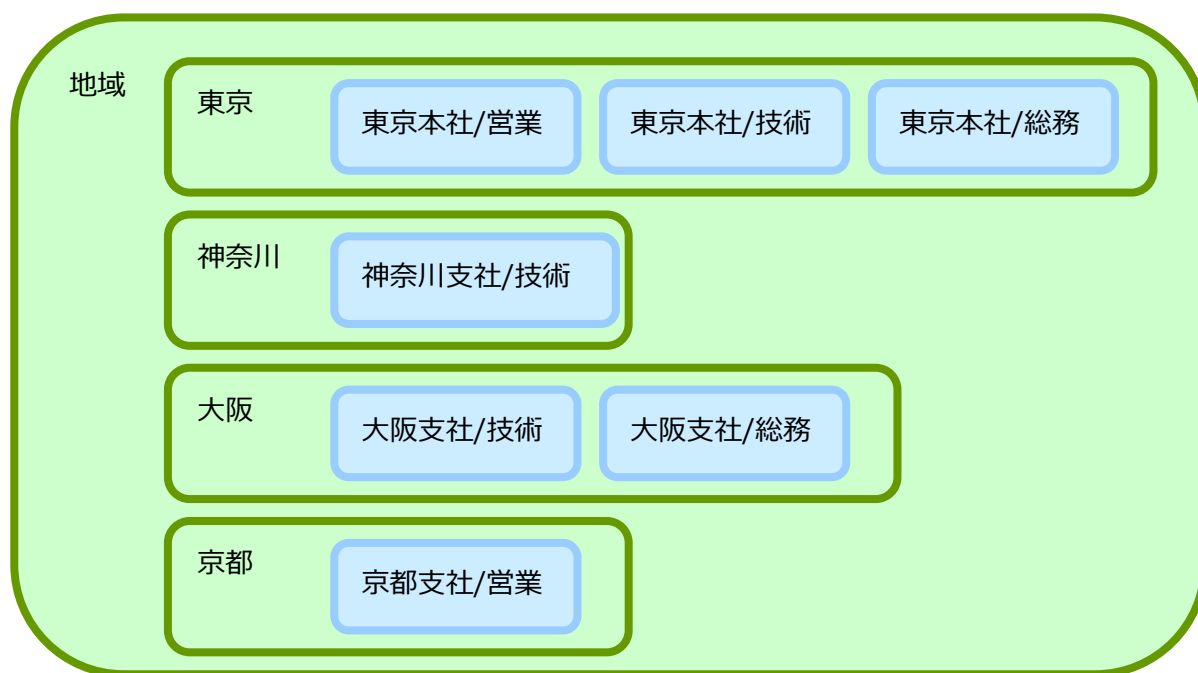 地域
東京
東京本社/営業
東京本社/技術
東京本社/総務
神奈川
神奈川支社/技術
大阪
大阪支社/技術
大阪支社/総務
京都
京都支社/営業